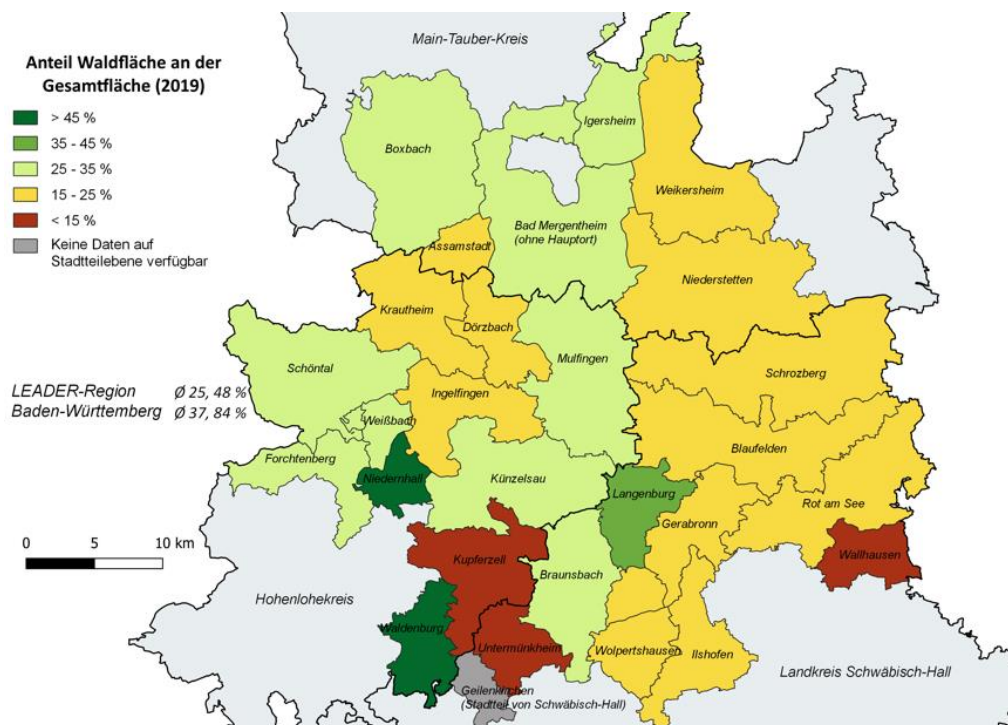 Main-Tauber-Kreis
Anteil Waldfläche an der
Gesamtfläche (2019)
> 45 %
35 - 45 %
25 - 35 %
15 - 25 %
< 15 %
Keine Daten auf
Stadtteilebene verfügbar
Igersheim
Boxbach
Weikersheim
Bad Mergentheim
(ohne Hauptort)
Assamstadt
Niederstetten
Krautheim
Dörzbach
Mulfingen
Schöntal
Schrozberg
LEADER-Region Ø 25, 48 %
Baden-Württemberg Ø 37, 84 %
Ingelfingen
Weißbach
Blaufelden
Forchtenberg
Niedernhall
Künzelsau
Langenburg
Rot am See
Gerabronn
0 5 10 km
Kupferzell
Wallhausen
Braunsbach
Hohenlohekreis
Waldenburg
Untermünkheim
Wolpertshausen
Ilshofen
Landkreis Schwäbisch-Hall
Geilenkirchen
(Stadtteil von Schwäbisch-Hall)